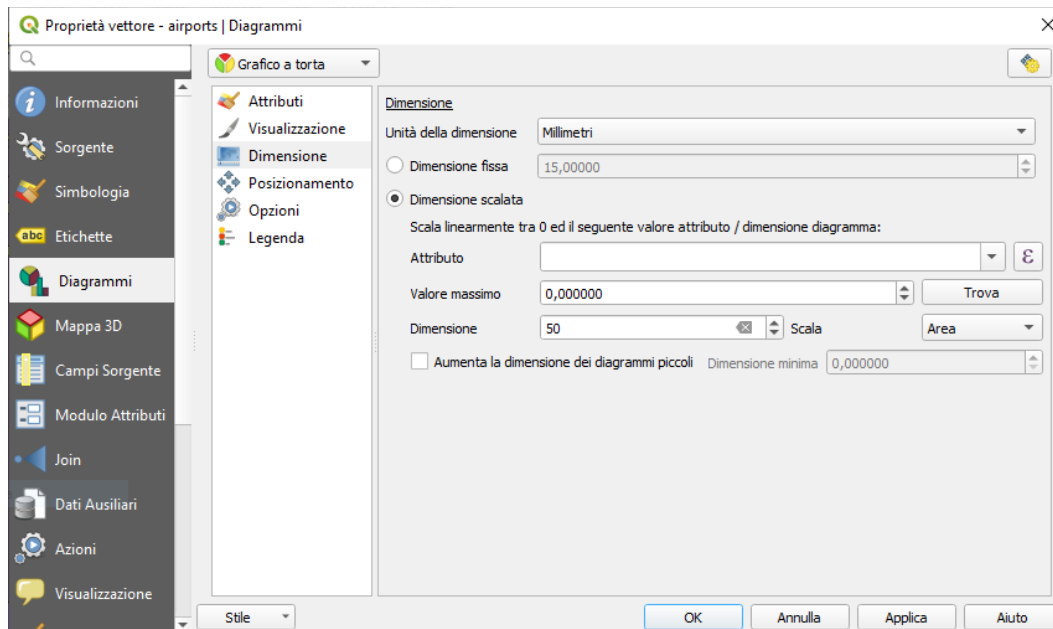 Proprietà vettore - airports | Diagrammi
Grafico a torta
Informazioni
Sorgente
Simbologia
abc Etichette
Diagrammi
Mappa 3D
Campi Sorgente
Modulo Attributi
Join
Dati Ausiliari
Azioni
Visualizzazione
Attributi
Visualizzazione
Dimensione
Posizionamento
Opzioni
Legenda
Dimensione
Unità della dimensione Millimetri
Dimensione fissa 15,00000
Dimensione scalata
Scala linearmente tra 0 ed il seguente valore attributo / dimensione diagramma:
Attributo ε
Valore massimo 0,000000 Trova
Dimensione 50 Scala Area
Aumenta la dimensione dei diagrammi piccoli Dimensione minima 0,000000
Stile OK Annulla Applica Aiuto